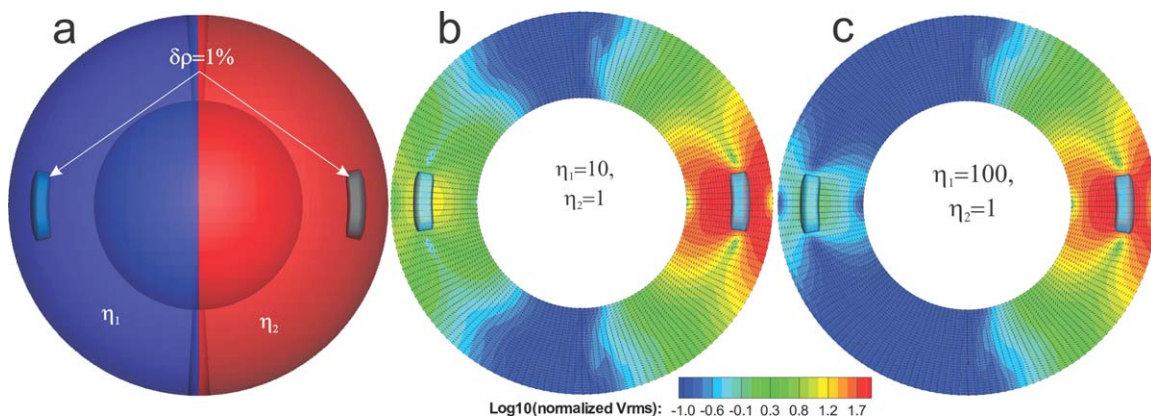 a
b
c
δρ=1%
η₁
η₂
η₁=10,
η₂=1
η₁=100,
η₂=1
Log10(normalized Vrms): -1.0 -0.6 -0.1 0.3 0.8 1.2 1.7